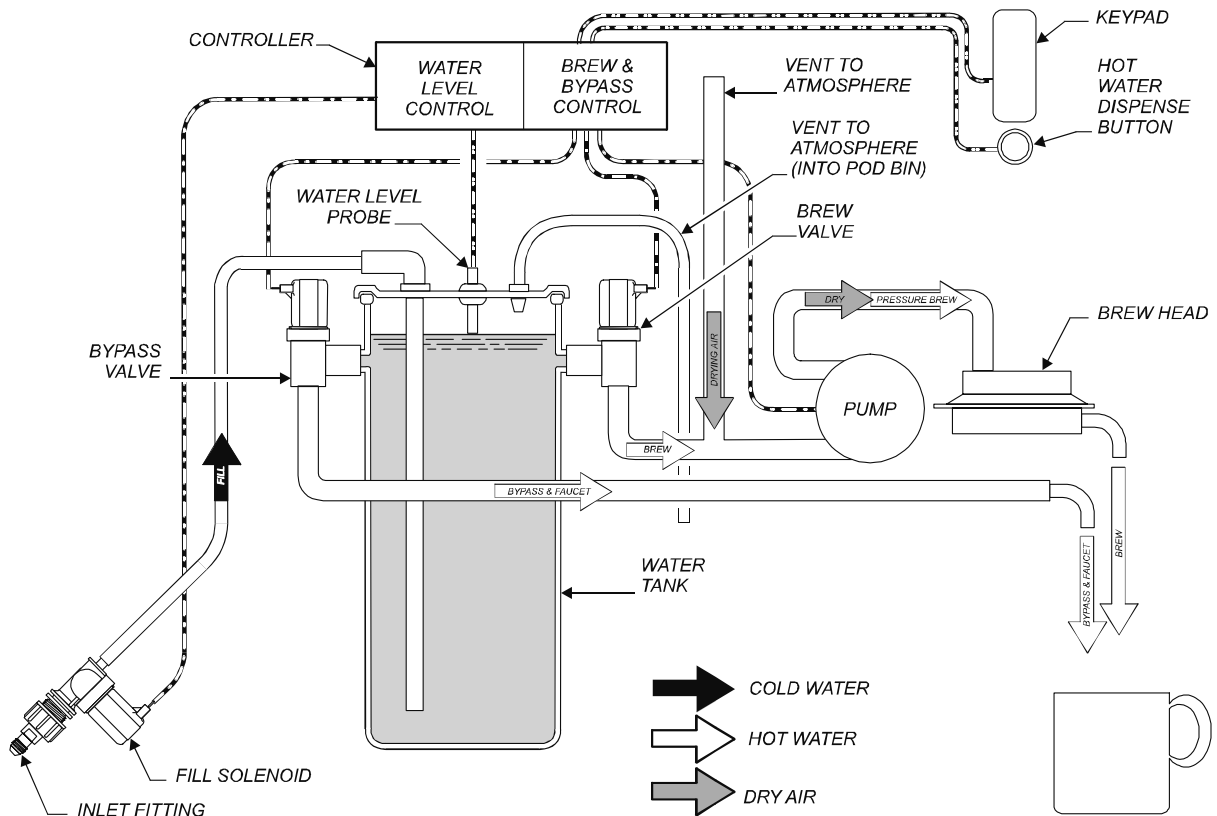 KEYPAD
CONTROLLER
WATER
LEVEL
CONTROL
BREW &
BYPASS
CONTROL
VENT TO
ATMOSPHERE
HOT
WATER
DISPENSE
BUTTON
VENT TO
ATMOSPHERE
(INTO POD BIN)
WATER LEVEL
PROBE
BREW
VALVE
DRY
PRESSURE BREW
BREW HEAD
BYPASS
VALVE
DRYING AIR
PUMP
BREW
FILL
BYPASS & FAUCET
BREW
BYPASS & FAUCET
WATER
TANK
COLD WATER
HOT WATER
DRY AIR
FILL SOLENOID
INLET FITTING